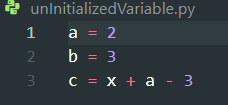 unInitializedVariable.py
1 a = 2
2 b = 3
3 c = x + a - 3